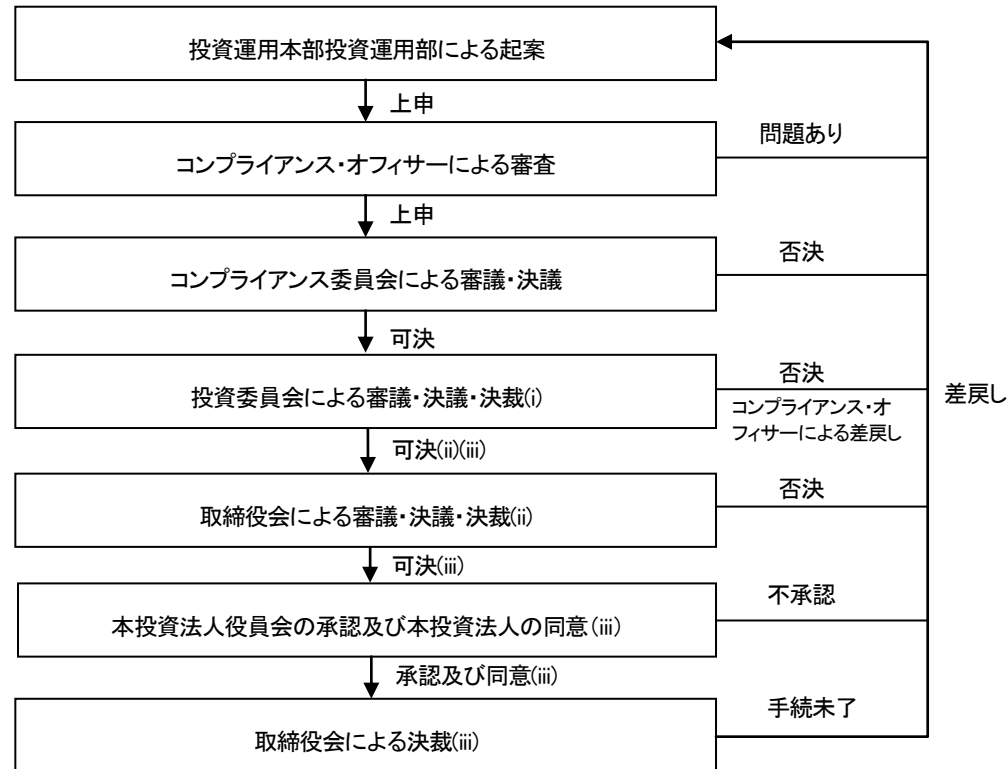 投資運用本部投資運用部による起案
上申
問題あり
コンプライアンス・オフィサーによる審査
上申
否決
コンプライアンス委員会による審議・決議
可決
否決
投資委員会による審議・決議・決裁(i)
コンプライアンス・オ
フィサーによる差戻し
差戻し
可決(ii)(iii)
否決
取締役会による審議・決議・決裁(ii)
可決(iii)
不承認
本投資法人役員会の承認及び本投資法人の同意(iii)
承認及び同意(iii)
手続未了
取締役会による決裁(iii)